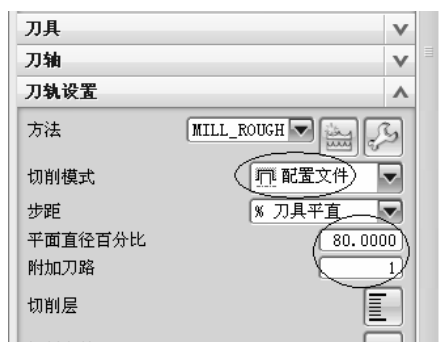 刀具
刀轴
刀轨设置
方法 MILL_ROUGH
切削模式 配置文件
步距 % 刀具平直
平面直径百分比 80.0000
附加刀路 1
切削层